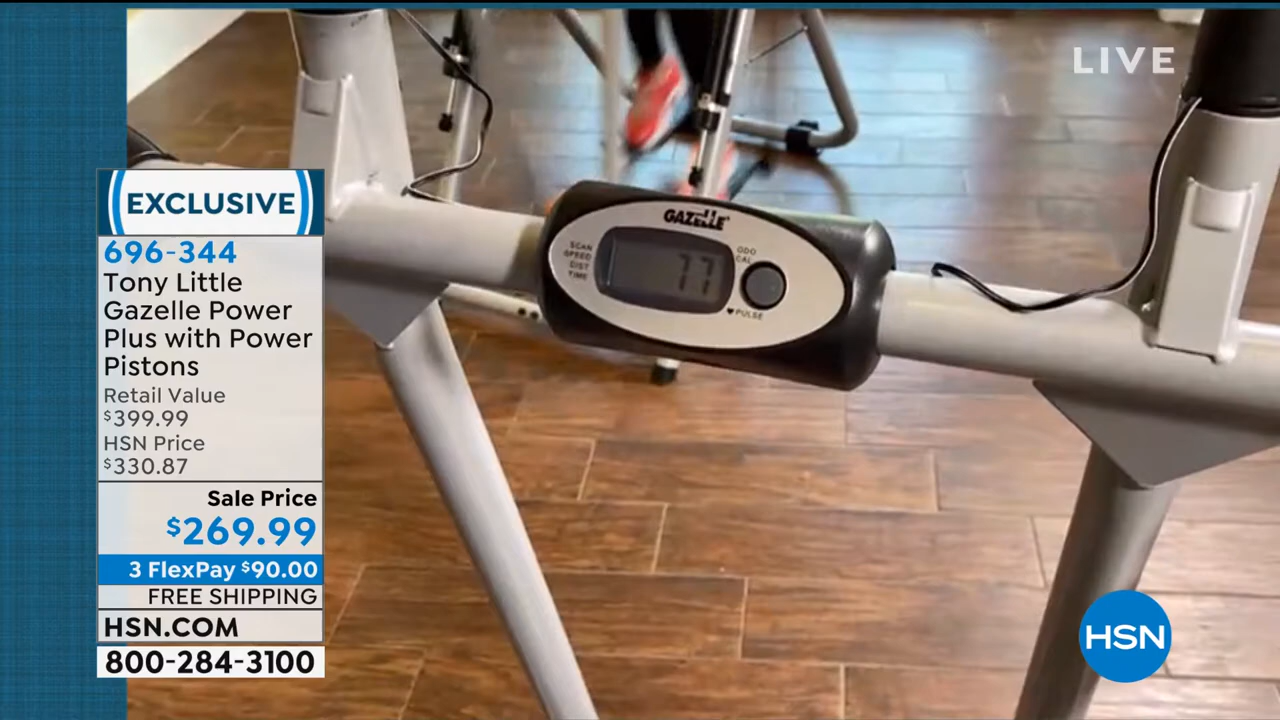 LIVE
EXCLUSIVE
696-344
Tony Little
Gazelle Power
Plus with Power
Pistons
Retail Value
$399.99
HSN Price
$330.87
Sale Price
$269.99
3 FlexPay $90.00
FREE SHIPPING
HSN.COM
800-284-3100
GAZELLE
SCAN
SPEED
DIST
TIME
7.7
ODO
CAL
♥PULSE
HSN